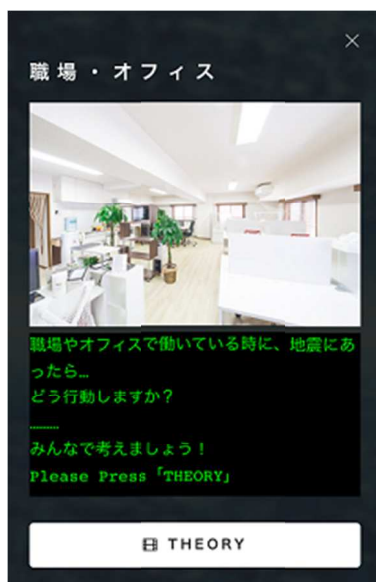 職場・オフィス
職場やオフィスで働いている時に、地震にあ
ったら…
どう行動しますか？
………
みんなで考えましょう！
Please Press「THEORY」
THEORY